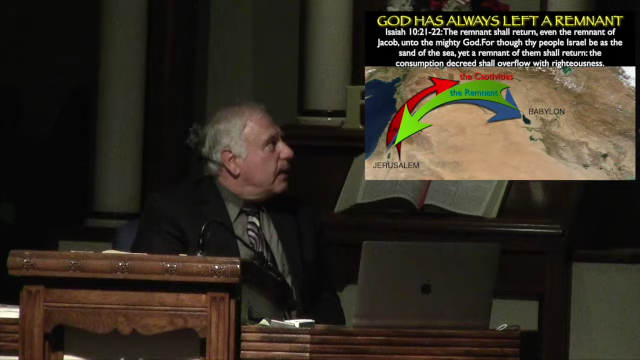 GOD HAS ALWAYS LEFT A REMNANT
Isaiah 10:21-22:The remnant shall return, even the remnant of
Jacob, unto the mighty God.For though thy people Israel be as the
sand of the sea, yet a remnant of them shall return: the
consumption decreed shall overflow with righteousness.
the Captivities
the Remnant
BABYLON
JERUSALEM